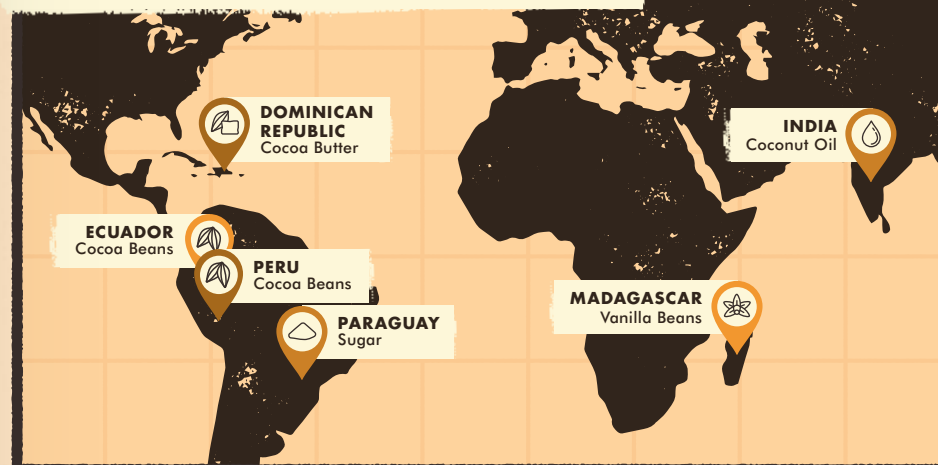 DOMINICAN
REPUBLIC
Cocoa Butter
INDIA
Coconut Oil
ECUADOR
Cocoa Beans
PERU
Cocoa Beans
MADAGASCAR
Vanilla Beans
PARAGUAY
Sugar